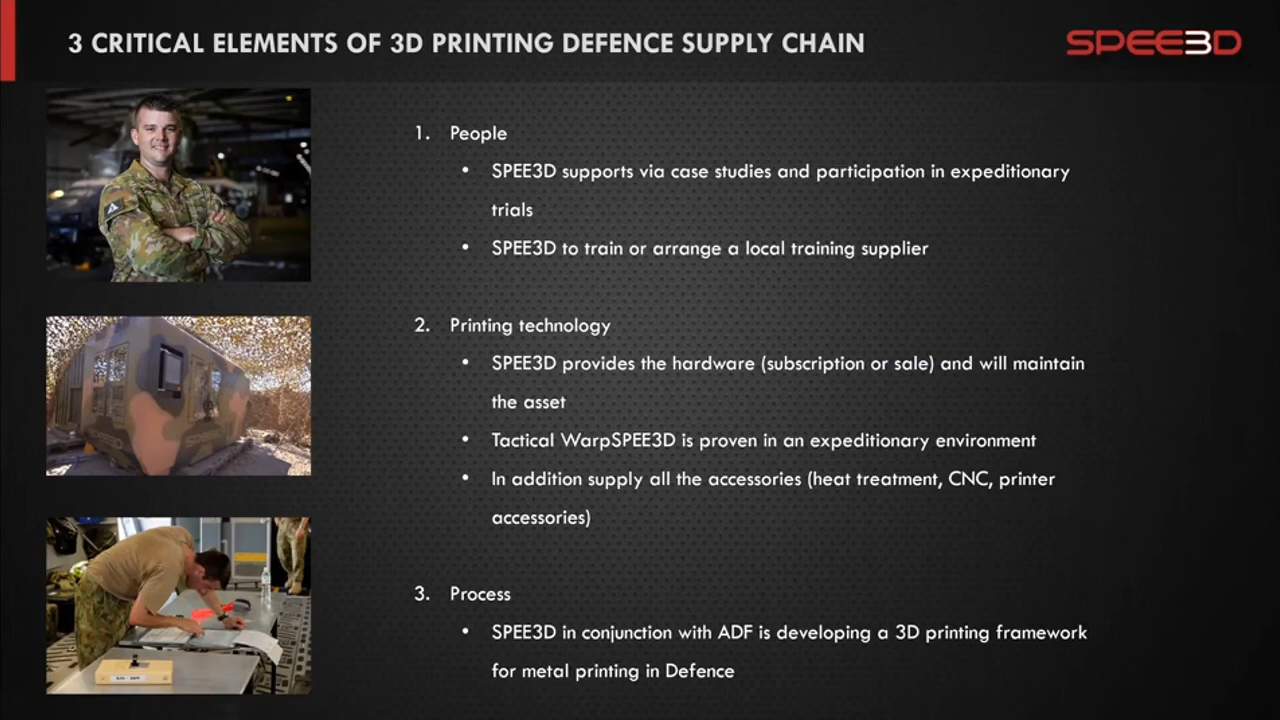 3 CRITICAL ELEMENTS OF 3D PRINTING DEFENCE SUPPLY CHAIN
SPEE3D
1. People
• SPEE3D supports via case studies and participation in expeditionary
trials
• SPEE3D to train or arrange a local training supplier
2. Printing technology
• SPEE3D provides the hardware (subscription or sale) and will maintain
the asset
• Tactical WarpSPEE3D is proven in an expeditionary environment
• In addition supply all the accessories (heat treatment, CNC, printer
accessories)
3. Process
• SPEE3D in conjunction with ADF is developing a 3D printing framework
for metal printing in Defence